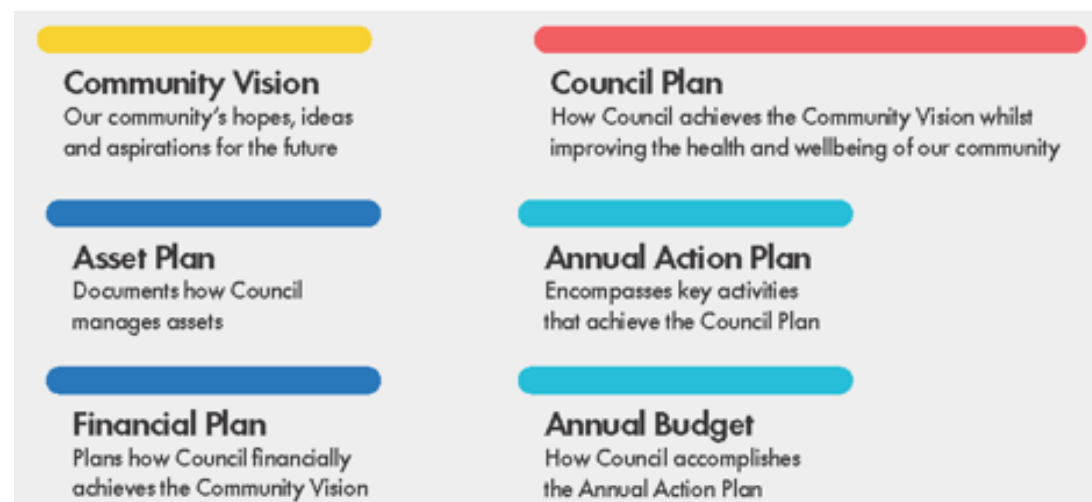 Community Vision
Our community's hopes, ideas
and aspirations for the future
Council Plan
How Council achieves the Community Vision whilst
improving the health and wellbeing of our community
Asset Plan
Documents how Council
manages assets
Annual Action Plan
Encompasses key activities
that achieve the Council Plan
Financial Plan
Plans how Council financially
achieves the Community Vision
Annual Budget
How Council accomplishes
the Annual Action Plan